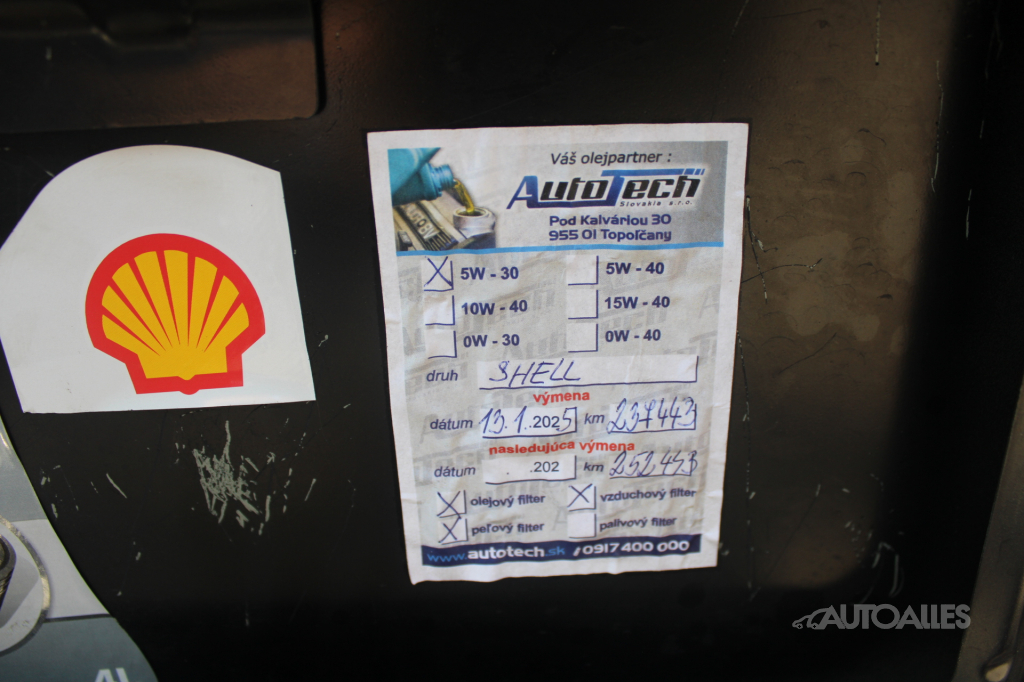 Váš olejpartner :
AutoTech
Slovakia s.r.o.
Pod Kalváriou 30
955 01 Topoľčany
5W - 30
5W - 40
10W - 40
15W - 40
0W - 30
0W - 40
druh SHELL
výmena
dátum 13.1.2025 km 237443
nasledujúca výmena
dátum .202 km 252443
olejový filter
vzduchový filter
peľový filter
palivový filter
www.autotech.sk / 0917 400 000
AUTOALLES